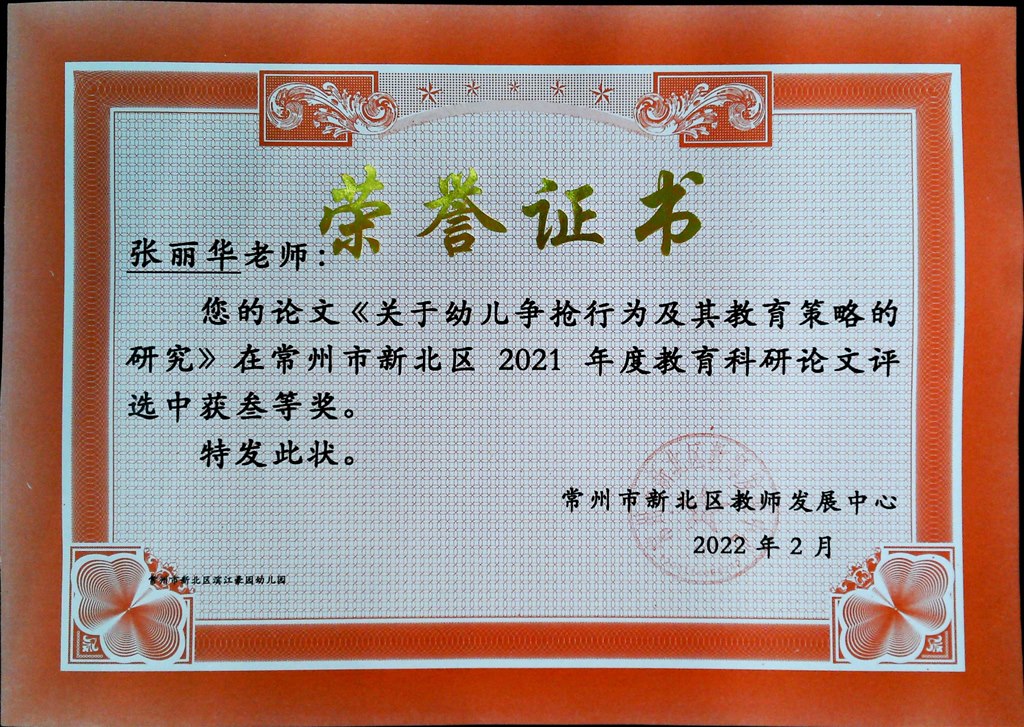 荣誉证书
张丽华老师：
您的论文《关于幼儿争抢行为及其教育策略的
研究》在常州市新北区 2021 年度教育科研论文评
选中获叁等奖。
特发此状。
常州市新北区教师发展中心
2022 年 2 月
常州市新北区滨江豪园幼儿园